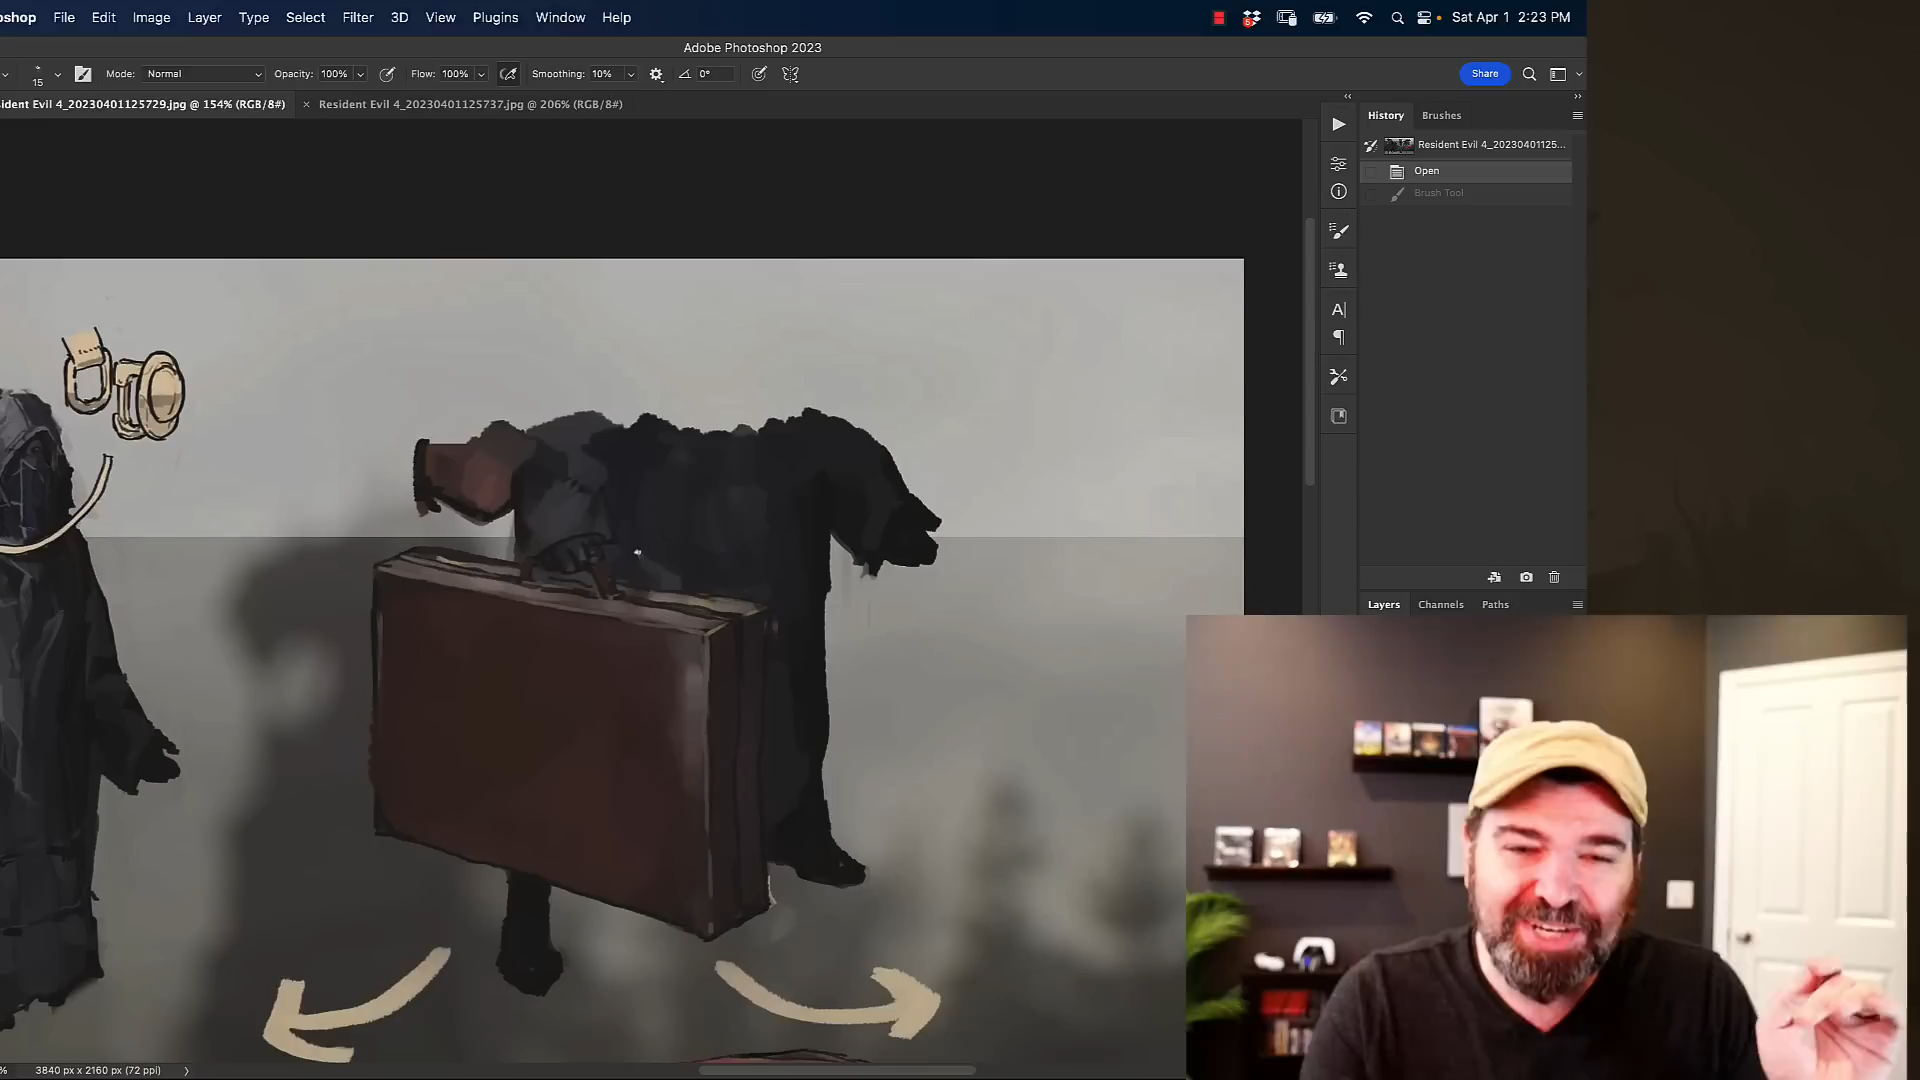 oshop File Edit Image Layer Type Select Filter 3D View Plugins Window Help Sat Apr 1 2:23 PM
Adobe Photoshop 2023
15 Mode: Normal Opacity: 100% Flow: 100% Smoothing: 10% 0° Share
ident Evil 4_20230401125729.jpg @ 154% (RGB/8#) × Resident Evil 4_20230401125737.jpg @ 206% (RGB/8#)
History Brushes
Resident Evil 4_20230401125...
Open
Brush Tool
Layers Channels Paths
% 3840 px x 2160 px (72 ppi)